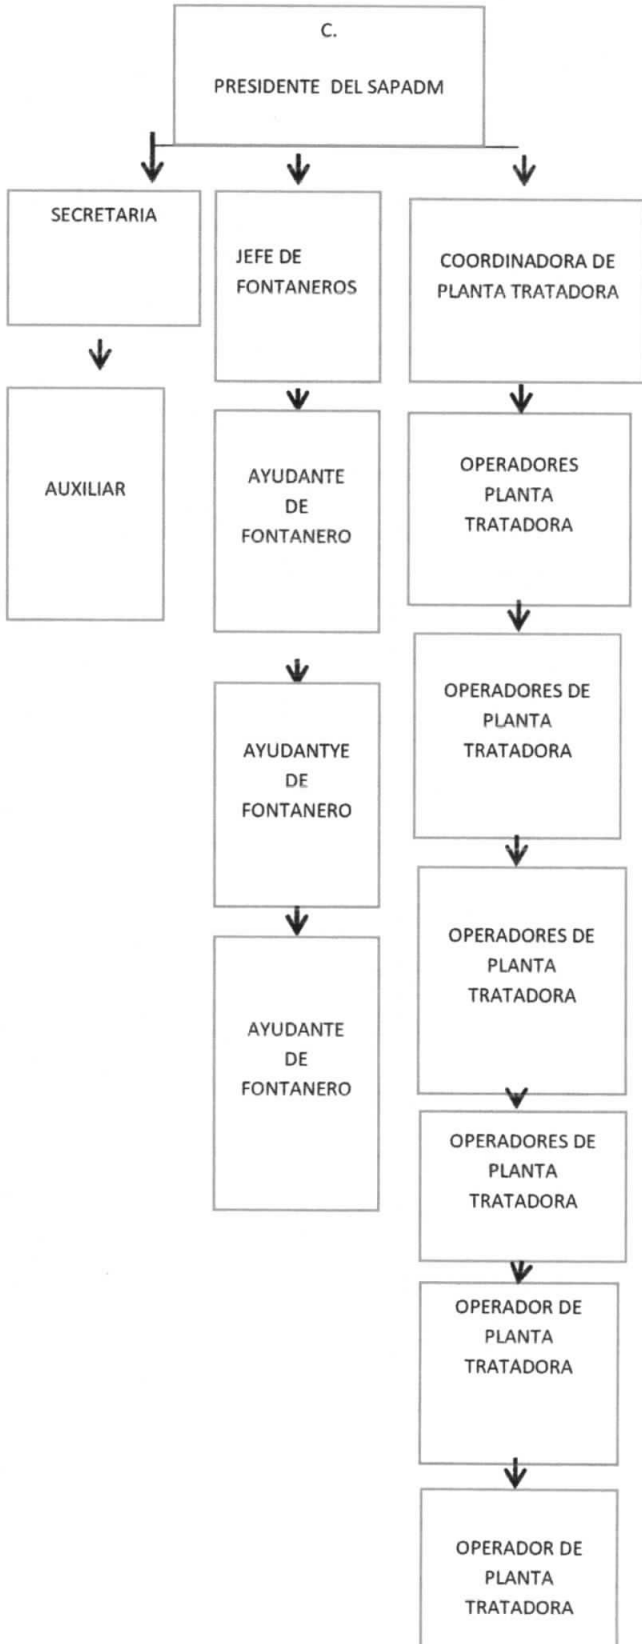 C.
PRESIDENTE DEL SAPADM
SECRETARIA
JEFE DE
FONTANEROS
COORDINADORA DE
PLANTA TRATADORA
AUXILIAR
AYUDANTE
DE
FONTANERO
OPERADORES
PLANTA
TRATADORA
AYUDANTYE
DE
FONTANERO
OPERADORES DE
PLANTA
TRATADORA
AYUDANTE
DE
FONTANERO
OPERADORES DE
PLANTA
TRATADORA
OPERADORES DE
PLANTA
TRATADORA
OPERADOR DE
PLANTA
TRATADORA
OPERADOR DE
PLANTA
TRATADORA